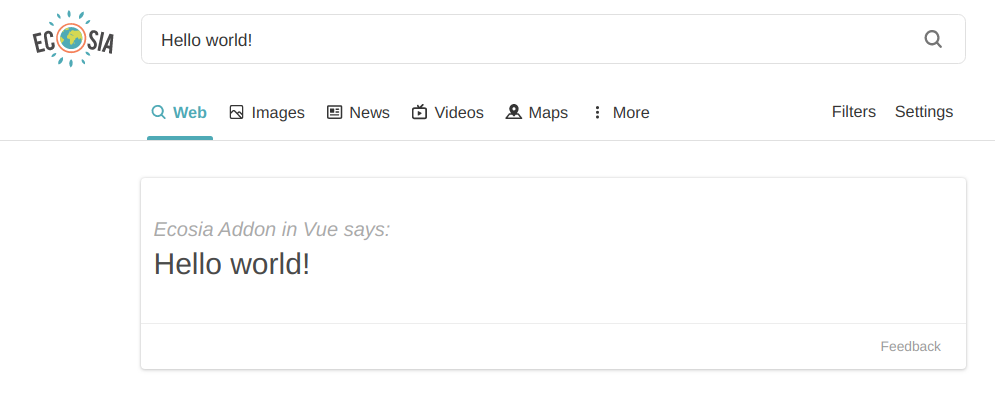 ECOSIA
Hello world!
Web Images News Videos Maps More Filters Settings
Ecosia Addon in Vue says:
Hello world!
Feedback